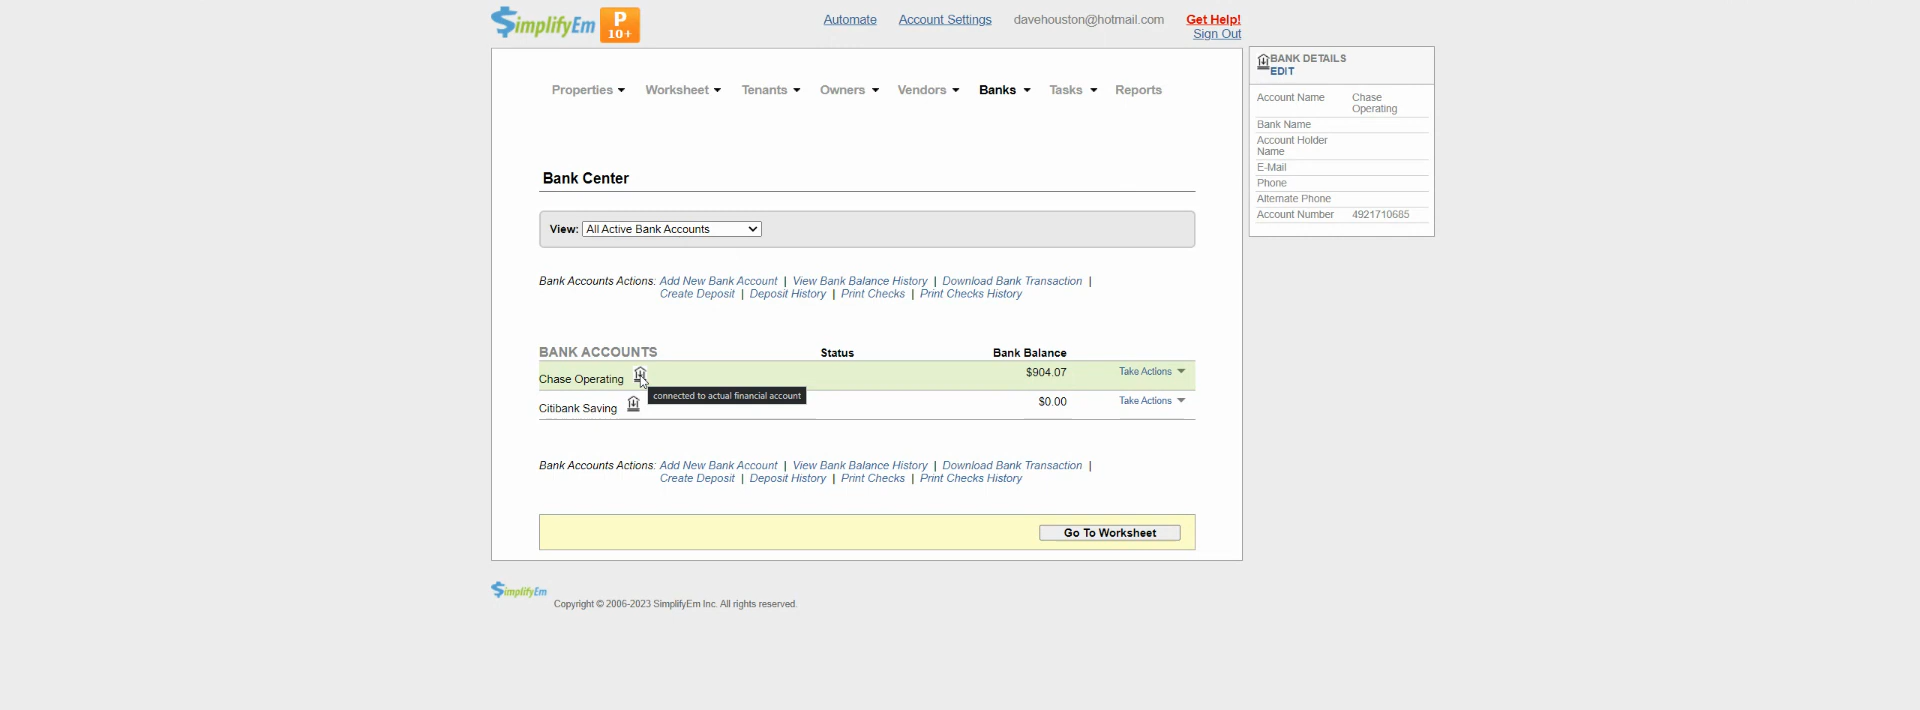 $implifyEm P 10+
Automate Account Settings davehouston@hotmail.com Get Help!
Sign Out
Properties Worksheet Tenants Owners Vendors Banks Tasks Reports
Bank Center
View: All Active Bank Accounts
Bank Accounts Actions: Add New Bank Account | View Bank Balance History | Download Bank Transaction |
Create Deposit | Deposit History | Print Checks | Print Checks History
BANK ACCOUNTS Status Bank Balance
Chase Operating $904.07 Take Actions
connected to actual financial account
Citibank Saving $0.00 Take Actions
Bank Accounts Actions: Add New Bank Account | View Bank Balance History | Download Bank Transaction |
Create Deposit | Deposit History | Print Checks | Print Checks History
Go To Worksheet
$implifyEm
Copyright © 2006-2023 SimplifyEm Inc. All rights reserved.
BANK DETAILS
EDIT
Account Name Chase
Operating
Bank Name
Account Holder
Name
E-Mail
Phone
Alternate Phone
Account Number 4921710685